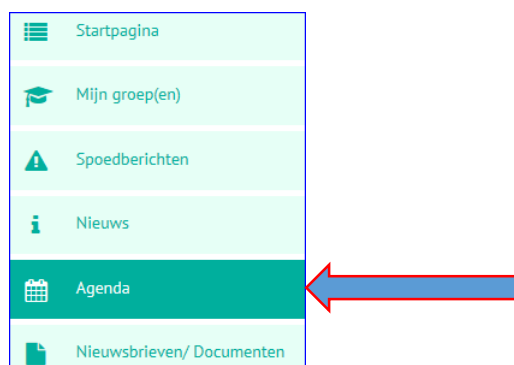 Startpagina
Mijn groep(en)
Spoedberichten
Nieuws
Agenda
Nieuwsbrieven/ Documenten